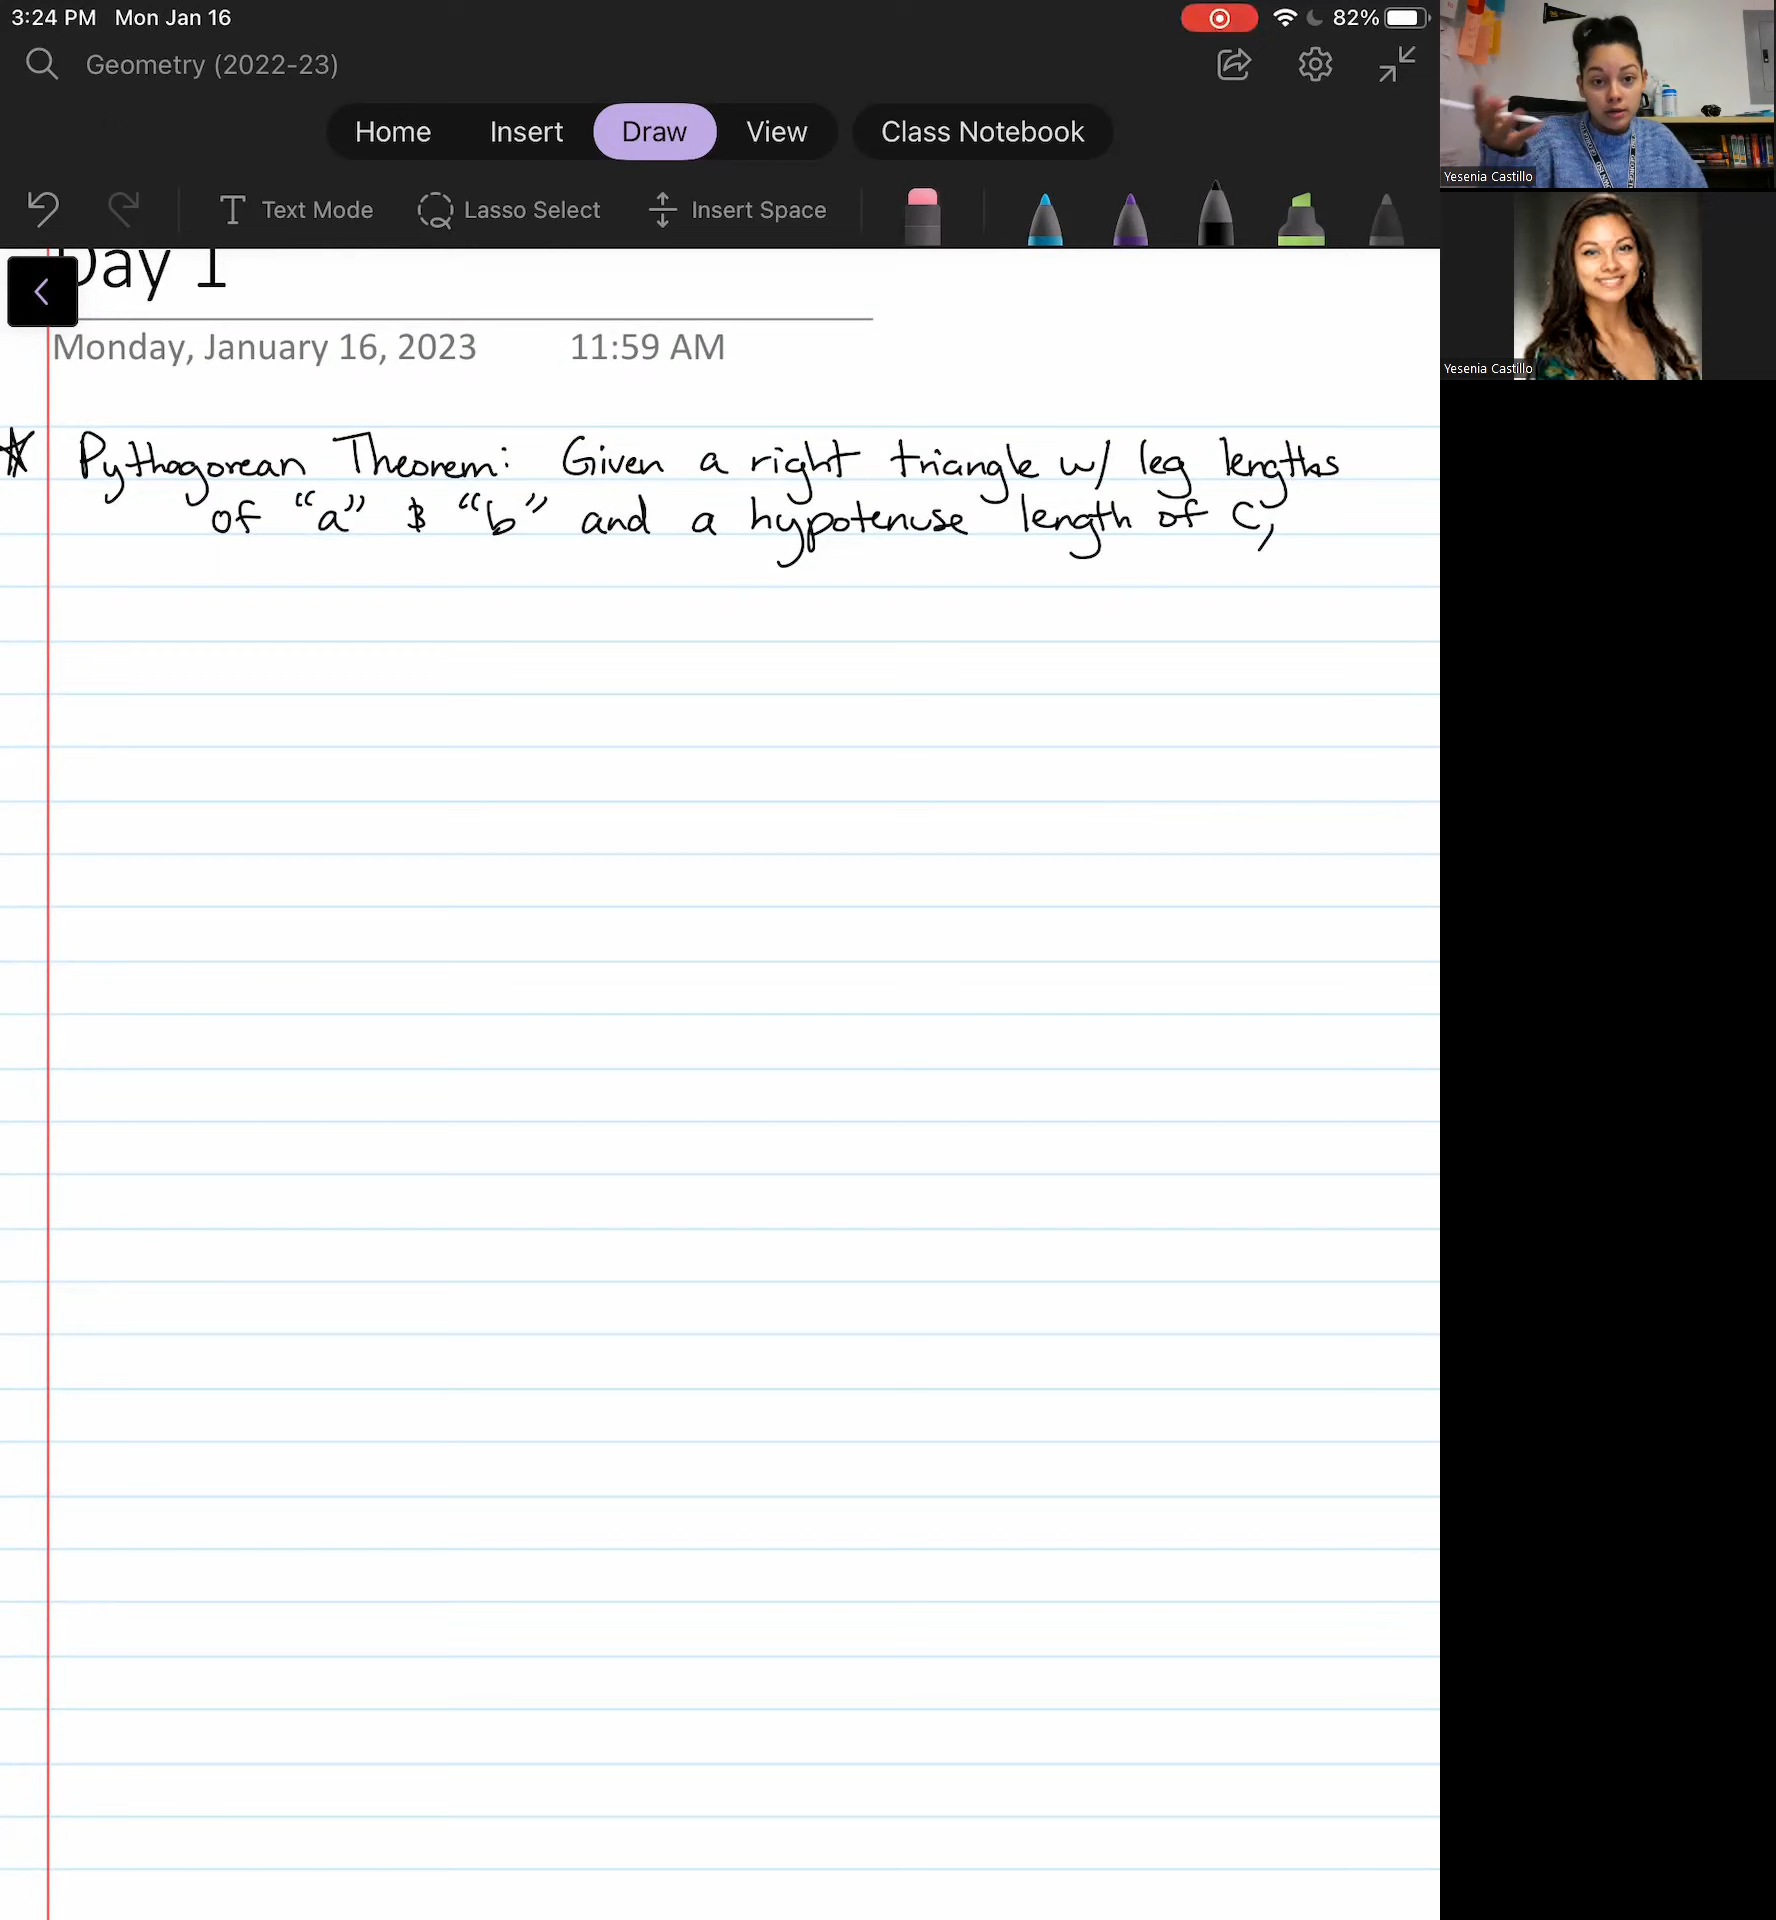 3:24 PM Mon Jan 16 82%
Geometry (2022-23)
Home Insert Draw View Class Notebook
Text Mode Lasso Select Insert Space
Day 1
Monday, January 16, 2023 11:59 AM
Pythagorean Theorem: Given a right triangle w/ leg lengths
of "a" & "b" and a hypotenuse length of c,
Yesenia Castillo
Yesenia Castillo